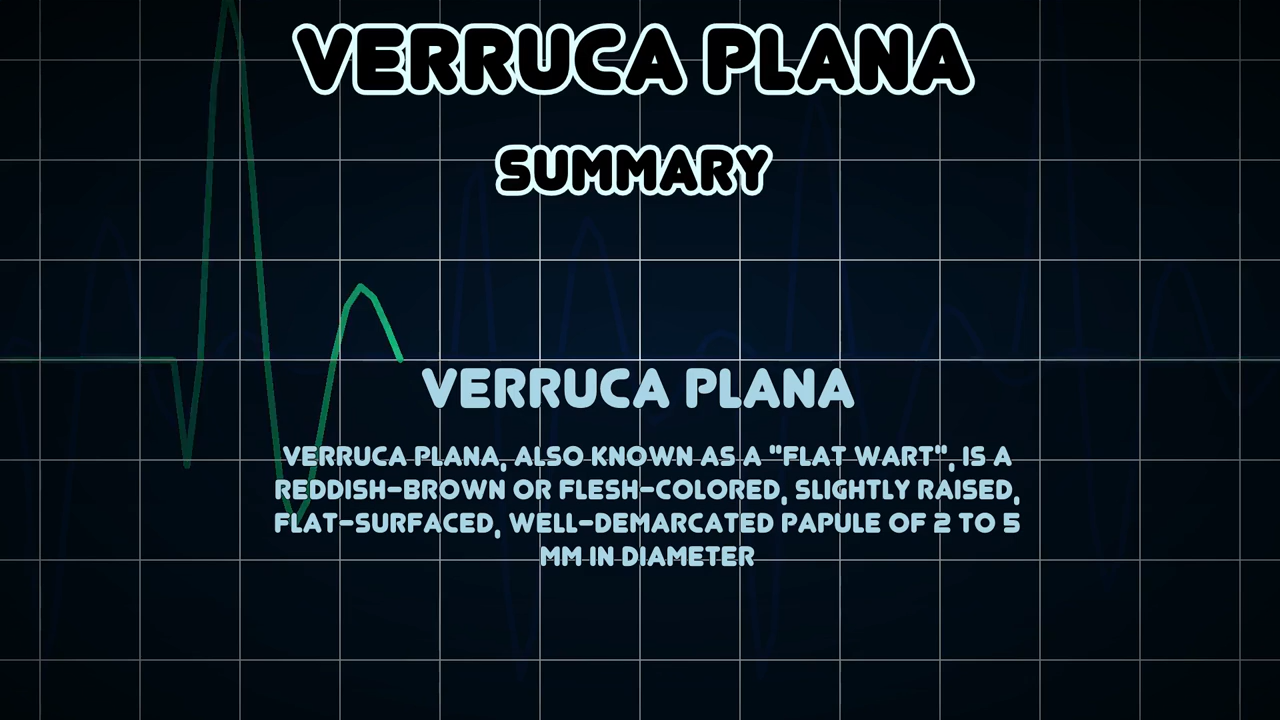 VERRUCA PLANA
SUMMARY
VERRUCA PLANA
VERRUCA PLANA, ALSO KNOWN AS A "FLAT WART", IS A
REDDISH-BROWN OR FLESH-COLORED, SLIGHTLY RAISED,
FLAT-SURFACED, WELL-DEMARCATED PAPULE OF 2 TO 5
MM IN DIAMETER